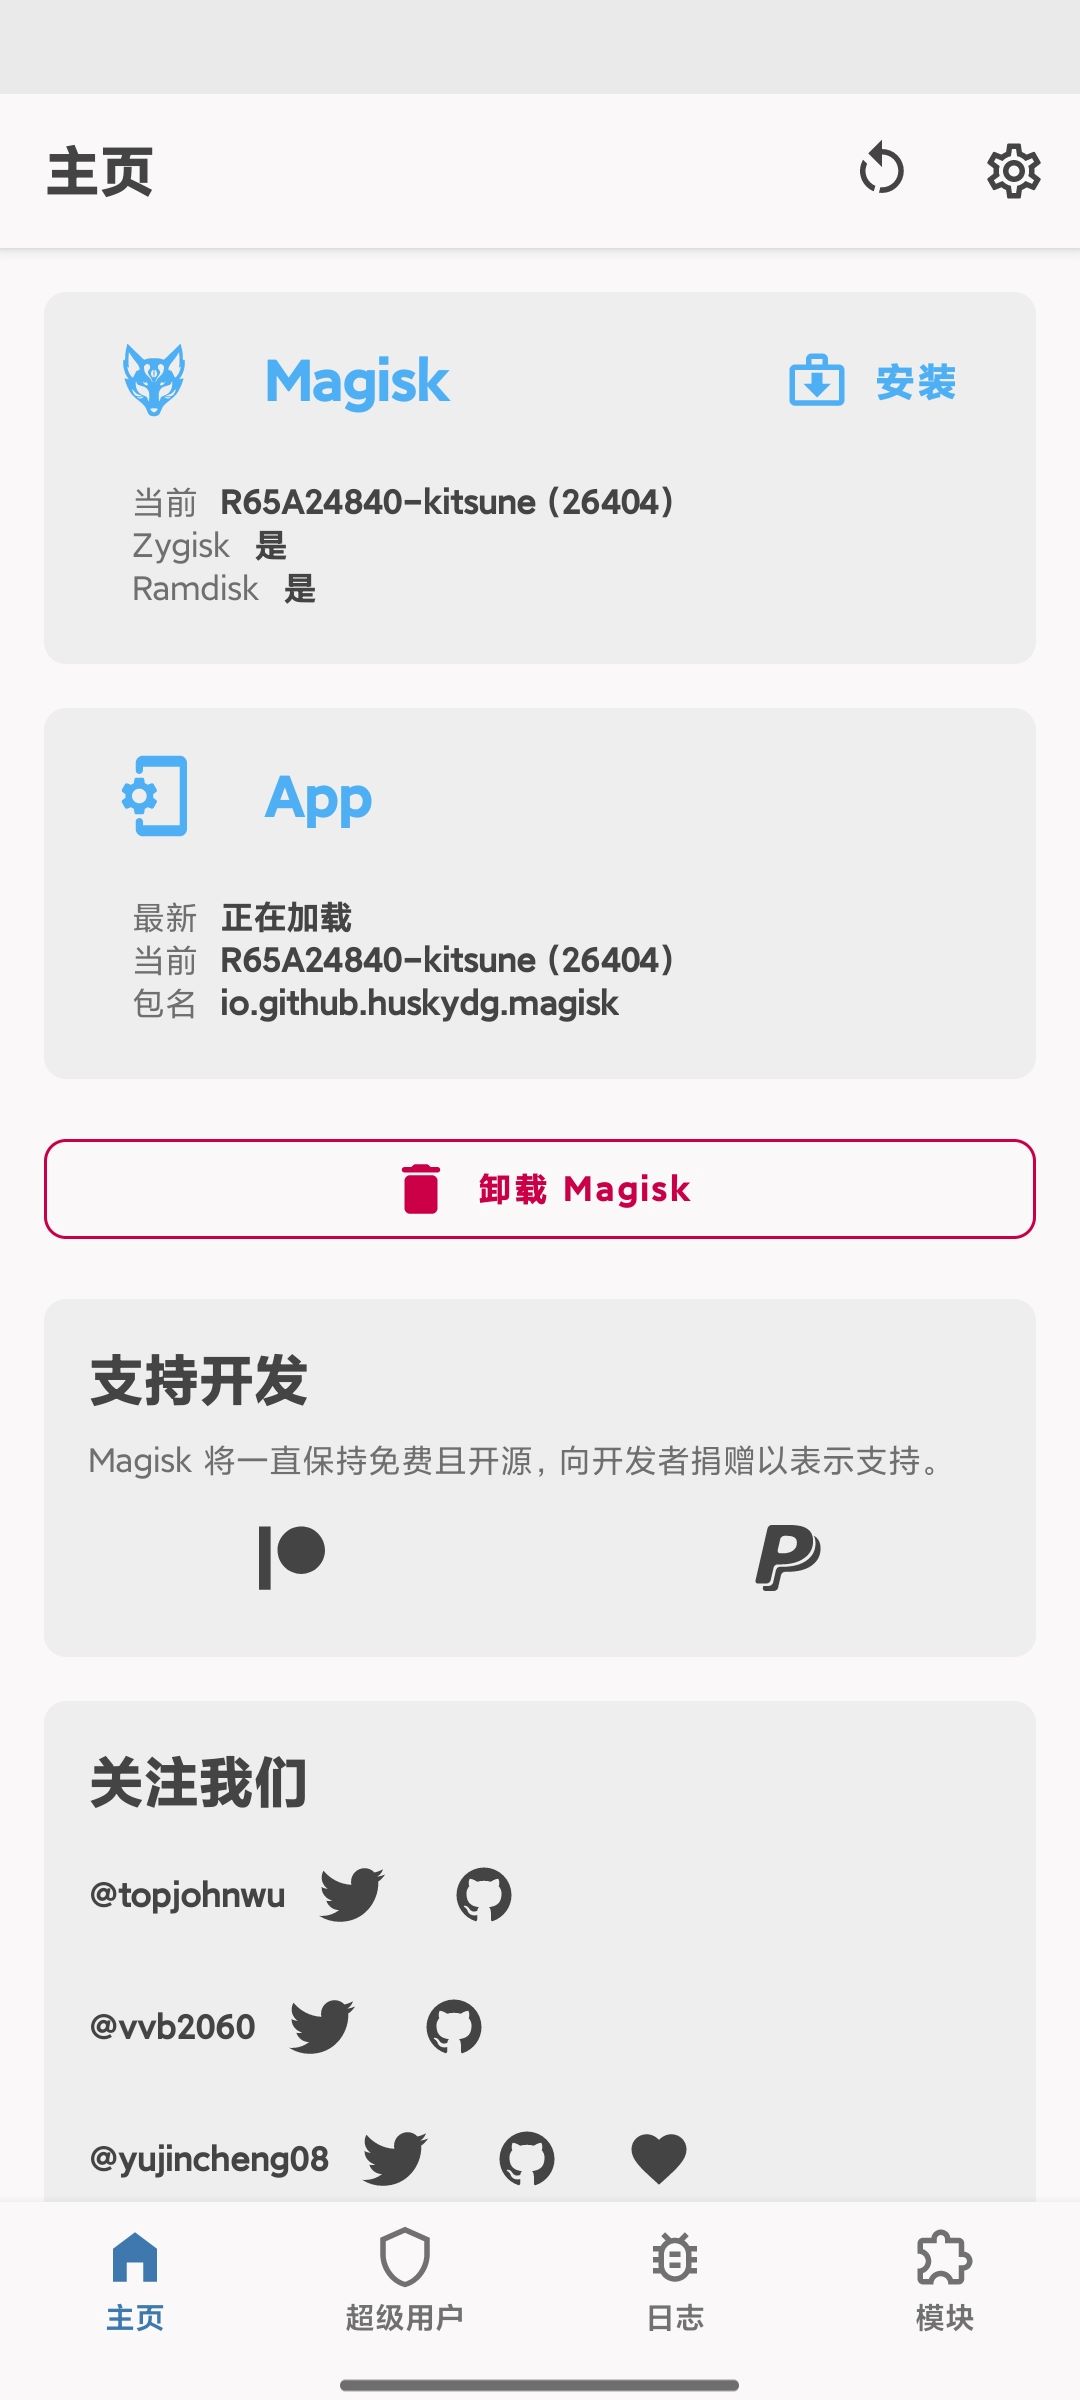 主页
Magisk
安装
当前 R65A24840-kitsune (26404)
Zygisk 是
Ramdisk 是
App
最新 正在加载
当前 R65A24840-kitsune (26404)
包名 io.github.huskydg.magisk
卸载 Magisk
支持开发
Magisk 将一直保持免费且开源，向开发者捐赠以表示支持。
关注我们
@topjohnwu
@vvb2060
@yujincheng08
主页
超级用户
日志
模块